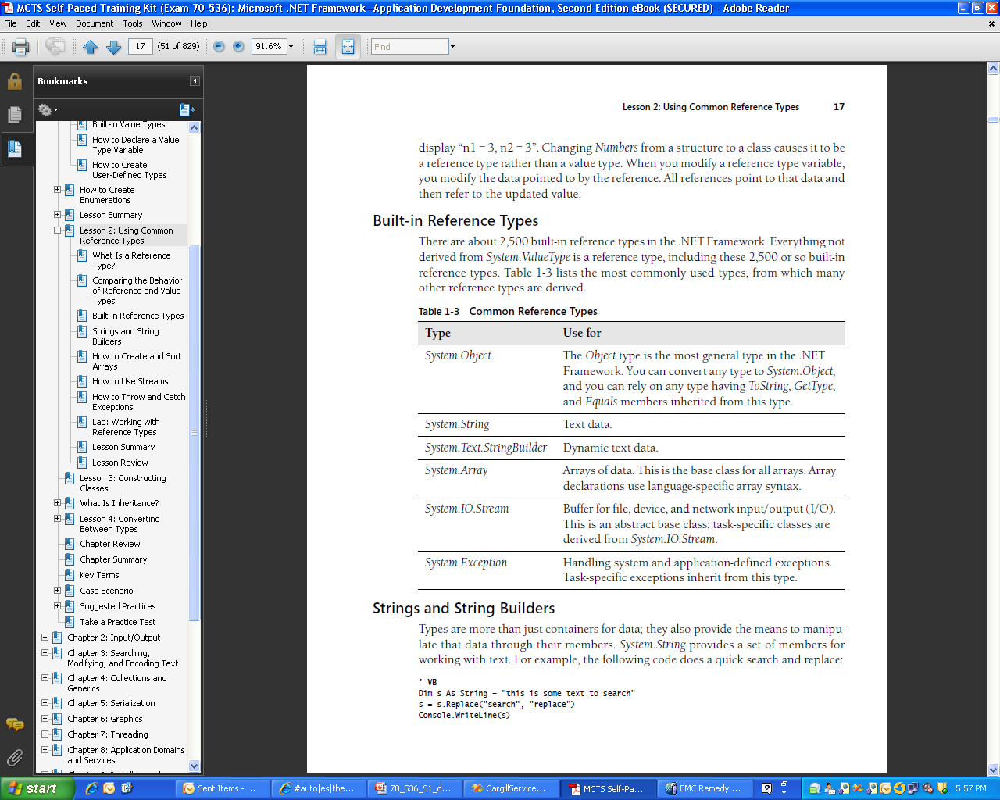 MCTS Self-Paced Training Kit (Exam 70-536): Microsoft .NET Framework—Application Development Foundation, Second Edition eBook (SECURED) - Adobe Reader
File Edit View Document Tools Window Help
17 (51 of 829) 91.6% Find
Bookmarks
Built-in Value Types
How to Declare a Value
Type Variable
How to Create
User-Defined Types
How to Create
Enumerations
Lesson Summary
Lesson 2: Using Common
Reference Types
What Is a Reference
Type?
Comparing the Behavior
of Reference and Value
Types
Built-in Reference Types
Strings and String
Builders
How to Create and Sort
Arrays
How to Use Streams
How to Throw and Catch
Exceptions
Lab: Working with
Reference Types
Lesson Summary
Lesson Review
Lesson 3: Constructing
Classes
What Is Inheritance?
Lesson 4: Converting
Between Types
Chapter Review
Chapter Summary
Key Terms
Case Scenario
Suggested Practices
Take a Practice Test
Chapter 2: Input/Output
Chapter 3: Searching,
Modifying, and Encoding Text
Chapter 4: Collections and
Generics
Chapter 5: Serialization
Chapter 6: Graphics
Chapter 7: Threading
Chapter 8: Application Domains
and Services
Lesson 2: Using Common Reference Types 17
display “n1 = 3, n2 = 3”. Changing Numbers from a structure to a class causes it to be
a reference type rather than a value type. When you modify a reference type variable,
you modify the data pointed to by the reference. All references point to that data and
then refer to the updated value.
Built-in Reference Types
There are about 2,500 built-in reference types in the .NET Framework. Everything not
derived from System.ValueType is a reference type, including these 2,500 or so built-in
reference types. Table 1-3 lists the most commonly used types, from which many
other reference types are derived.
Table 1-3 Common Reference Types
Type Use for
System.Object The Object type is the most general type in the .NET
Framework. You can convert any type to System.Object,
and you can rely on any type having ToString, GetType,
and Equals members inherited from this type.
System.String Text data.
System.Text.StringBuilder Dynamic text data.
System.Array Arrays of data. This is the base class for all arrays. Array
declarations use language-specific array syntax.
System.IO.Stream Buffer for file, device, and network input/output (I/O).
This is an abstract base class; task-specific classes are
derived from System.IO.Stream.
System.Exception Handling system and application-defined exceptions.
Task-specific exceptions inherit from this type.
Strings and String Builders
Types are more than just containers for data; they also provide the means to manipu-
late that data through their members. System.String provides a set of members for
working with text. For example, the following code does a quick search and replace:
' VB
Dim s As String = "this is some text to search"
s = s.Replace("search", "replace")
Console.WriteLine(s)
start Sent Items - ... #auto|es|the... 70_536_S1_d... CargillService... MCTS Self-Pa... BMC Remedy ... 5:57 PM